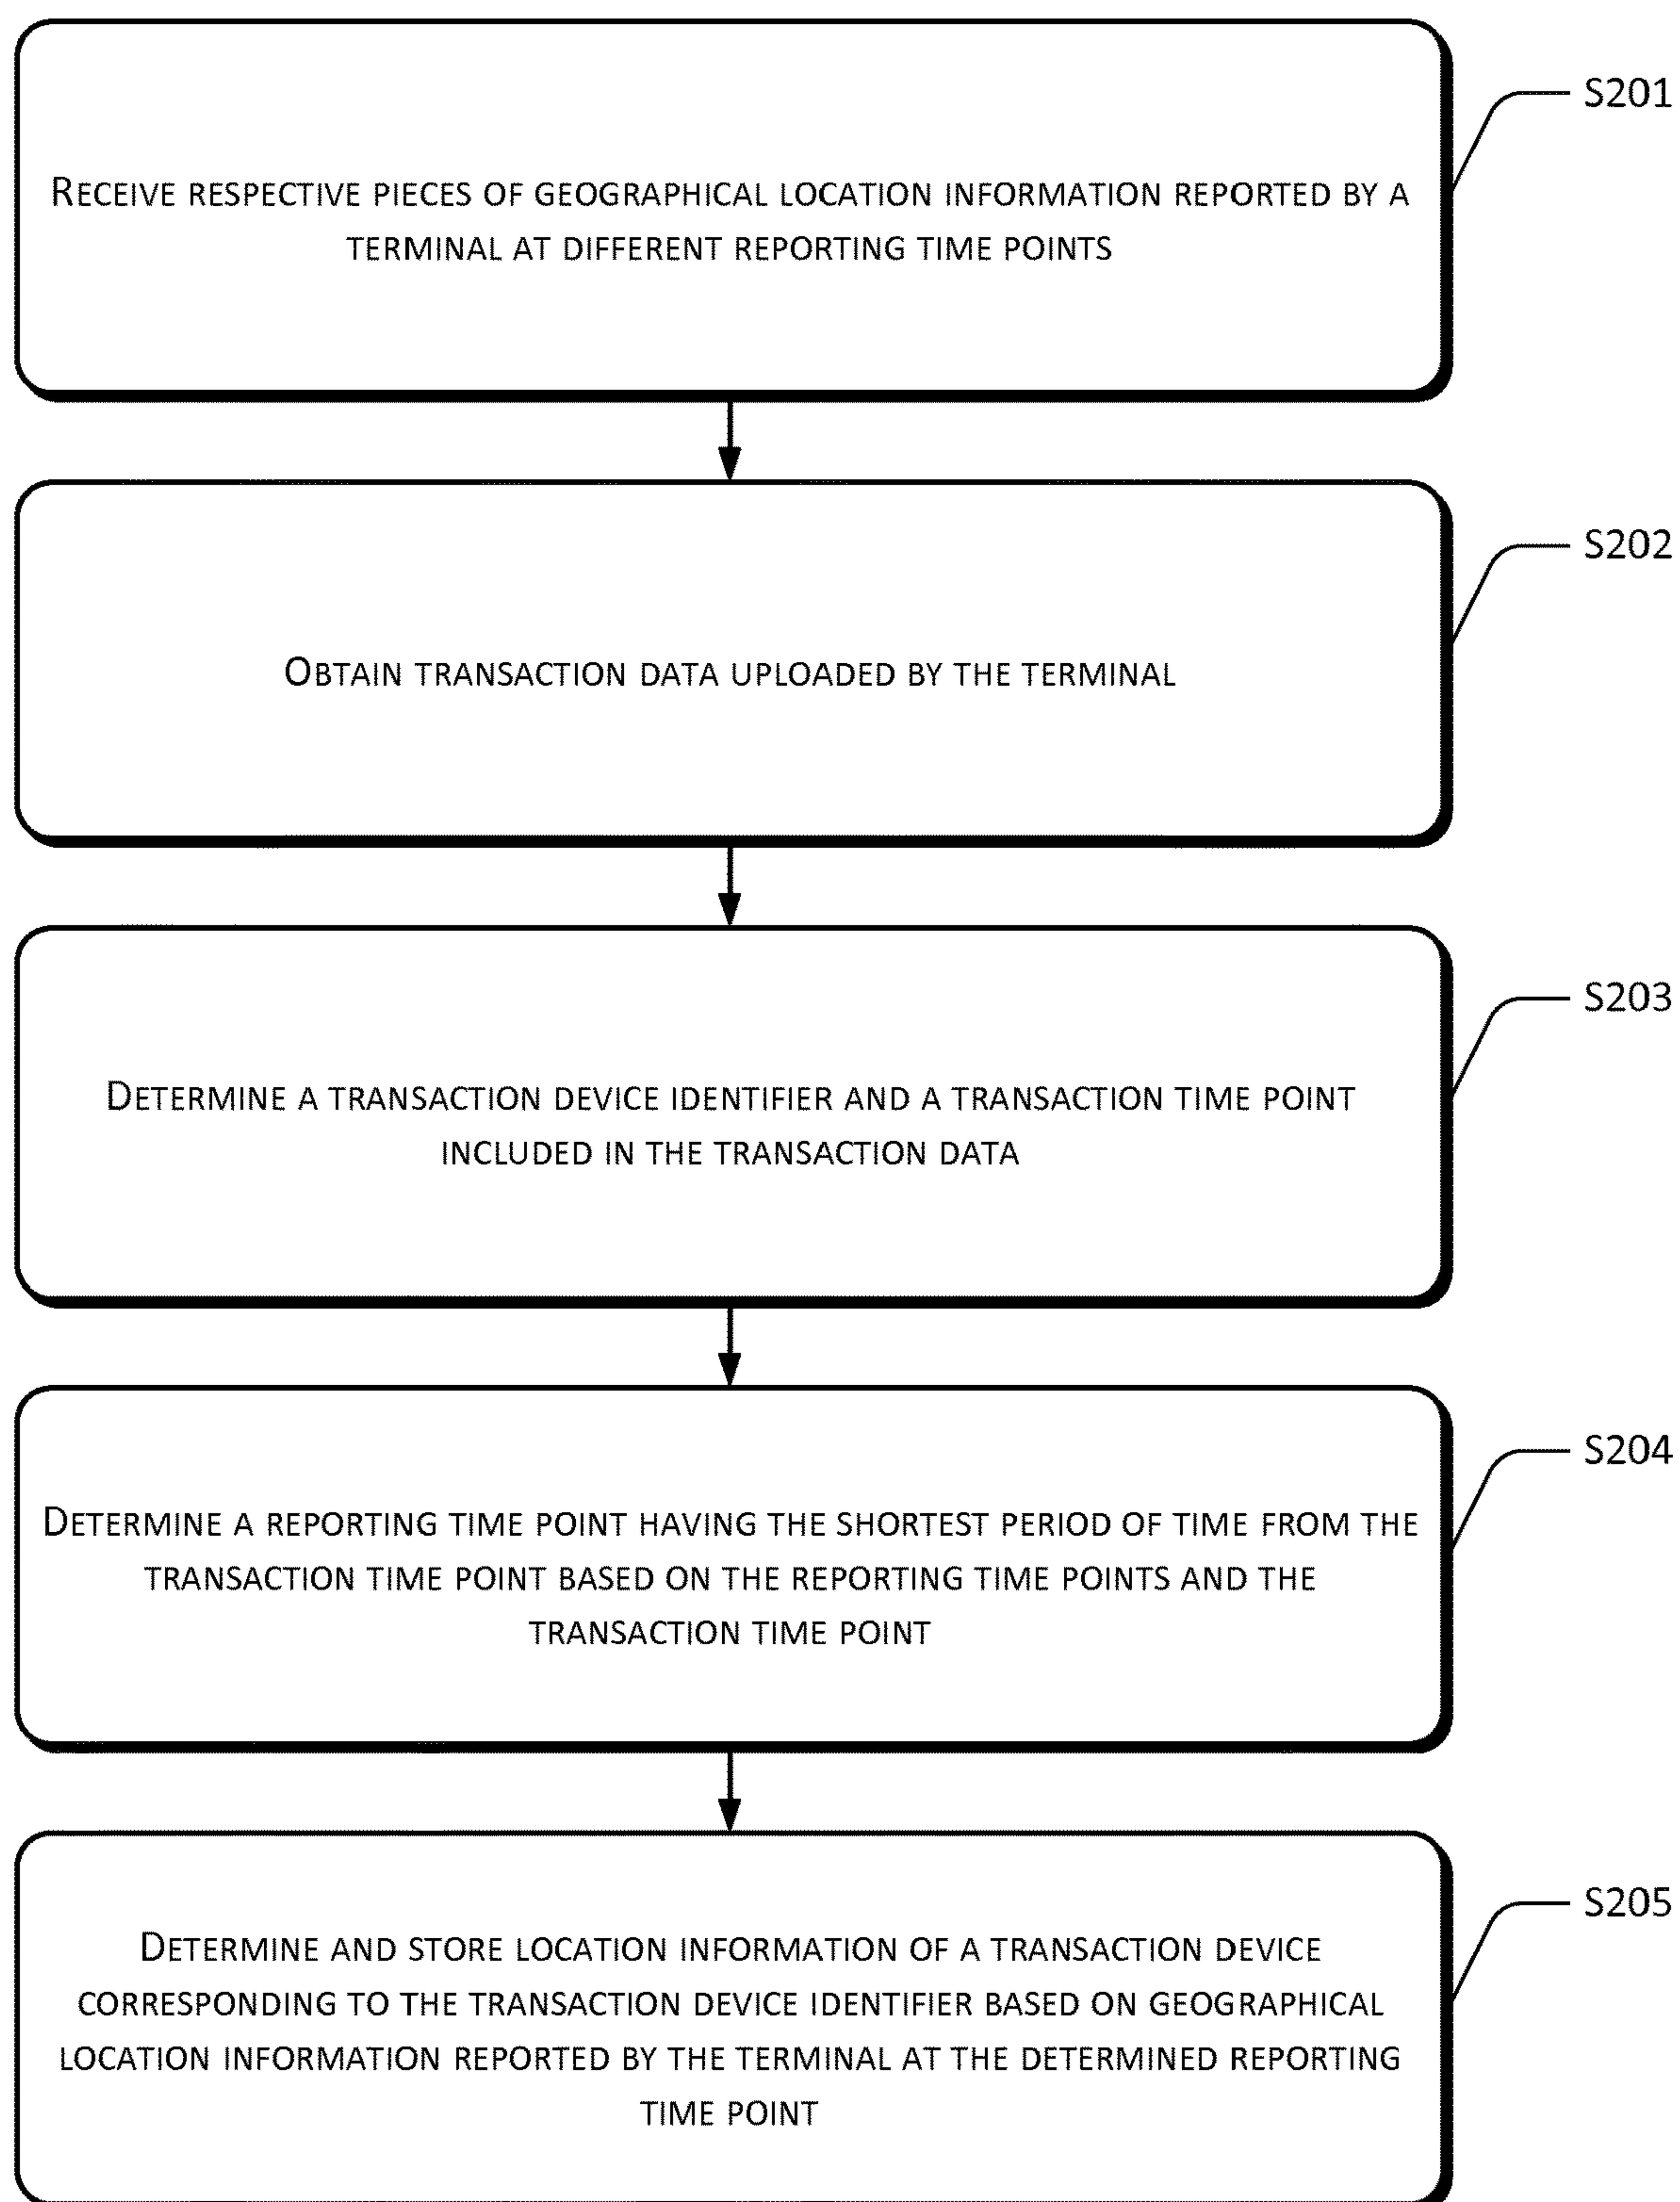 S201
RECEIVE RESPECTIVE PIECES OF GEOGRAPHICAL LOCATION INFORMATION REPORTED BY A
TERMINAL AT DIFFERENT REPORTING TIME POINTS
S202
OBTAIN TRANSACTION DATA UPLOADED BY THE TERMINAL
S203
DETERMINE A TRANSACTION DEVICE IDENTIFIER AND A TRANSACTION TIME POINT
INCLUDED IN THE TRANSACTION DATA
S204
DETERMINE A REPORTING TIME POINT HAVING THE SHORTEST PERIOD OF TIME FROM THE
TRANSACTION TIME POINT BASED ON THE REPORTING TIME POINTS AND THE
TRANSACTION TIME POINT
S205
DETERMINE AND STORE LOCATION INFORMATION OF A TRANSACTION DEVICE
CORRESPONDING TO THE TRANSACTION DEVICE IDENTIFIER BASED ON GEOGRAPHICAL
LOCATION INFORMATION REPORTED BY THE TERMINAL AT THE DETERMINED REPORTING
TIME POINT